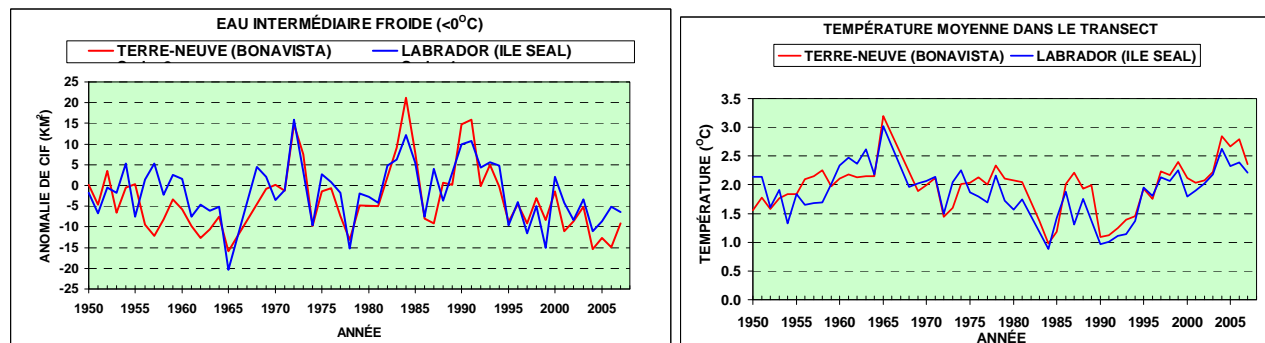 EAU INTERMÉDIAIRE FROIDE (<0°C)
TERRE-NEUVE (BONAVISTA) LABRADOR (ILE SEAL)
ANOMALIE DE CIF (KM²)
25
20
15
10
5
0
-5
-10
-15
-20
-25
1950 1955 1960 1965 1970 1975 1980 1985 1990 1995 2000 2005
ANNÉE
TEMPÉRATURE MOYENNE DANS LE TRANSECT
TERRE-NEUVE (BONAVISTA) LABRADOR (ILE SEAL)
TEMPÉRATURE (°C)
3.5
3.0
2.5
2.0
1.5
1.0
0.5
0.0
1950 1955 1960 1965 1970 1975 1980 1985 1990 1995 2000 2005
ANNÉE